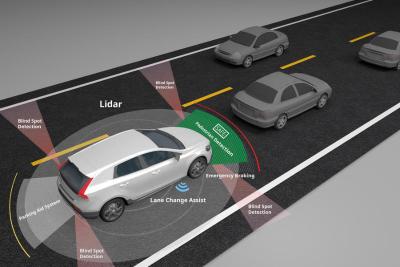 Blind Spot
Detection
Lidar
Blind Spot
Detection
Pedestrian Detection
Emergency Braking
Parking Aid System
Lane Change Assist
Blind Spot
Detection
Blind Spot
Detection